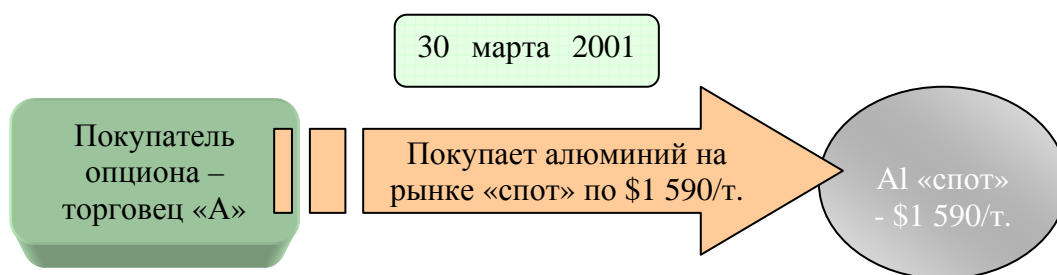 30 марта 2001
Покупатель
опциона –
торговец «А»
Покупает алюминий на
рынке «спот» по $1 590/т.
Al «спот»
- $1 590/т.